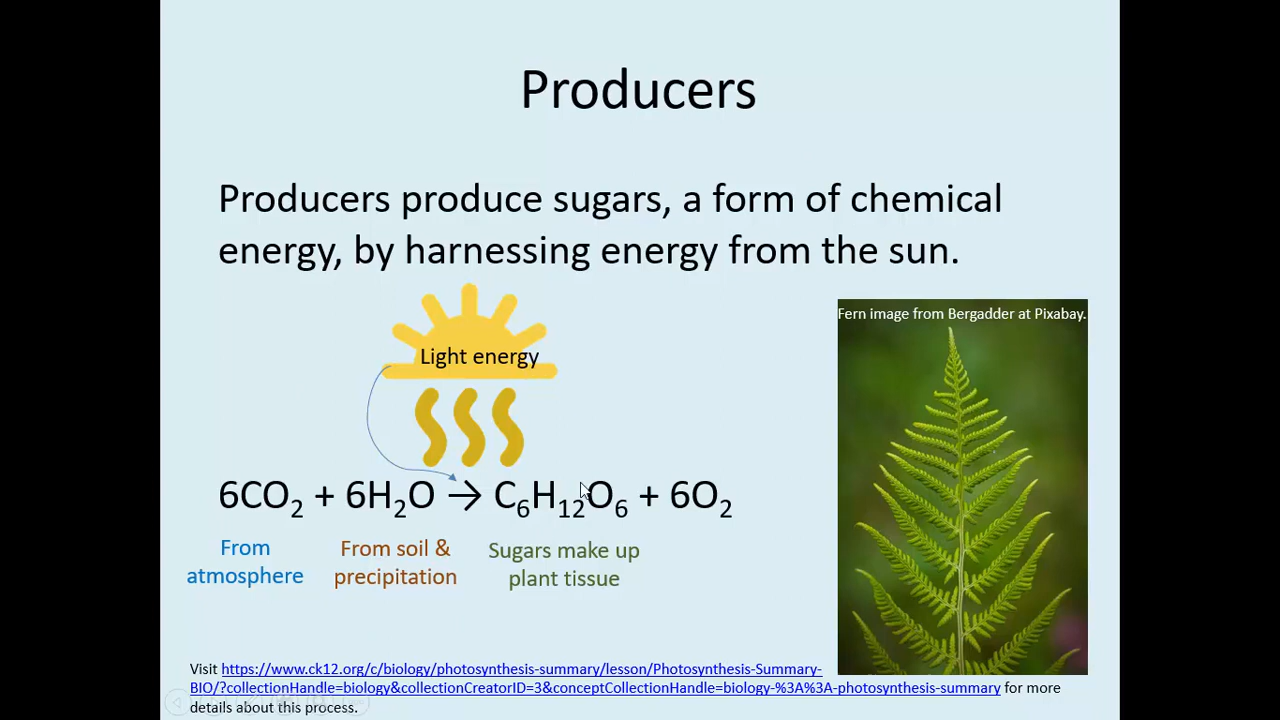 Producers
Producers produce sugars, a form of chemical
energy, by harnessing energy from the sun.
Fern image from Bergadder at Pixabay.
Light energy
6CO₂ + 6H₂O → C₆H₁₂O₆ + 6O₂
From
atmosphere
From soil &
precipitation
Sugars make up
plant tissue
Visit https://www.ck12.org/c/biology/photosynthesis-summary/lesson/Photosynthesis-Summary-
BIO/?collectionHandle=biology&collectionCreatorID=3&conceptCollectionHandle=biology-%3A%3A-photosynthesis-summary for more
details about this process.